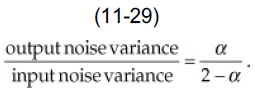 (11-29)
output noise variance / input noise variance = α / 2 − α .